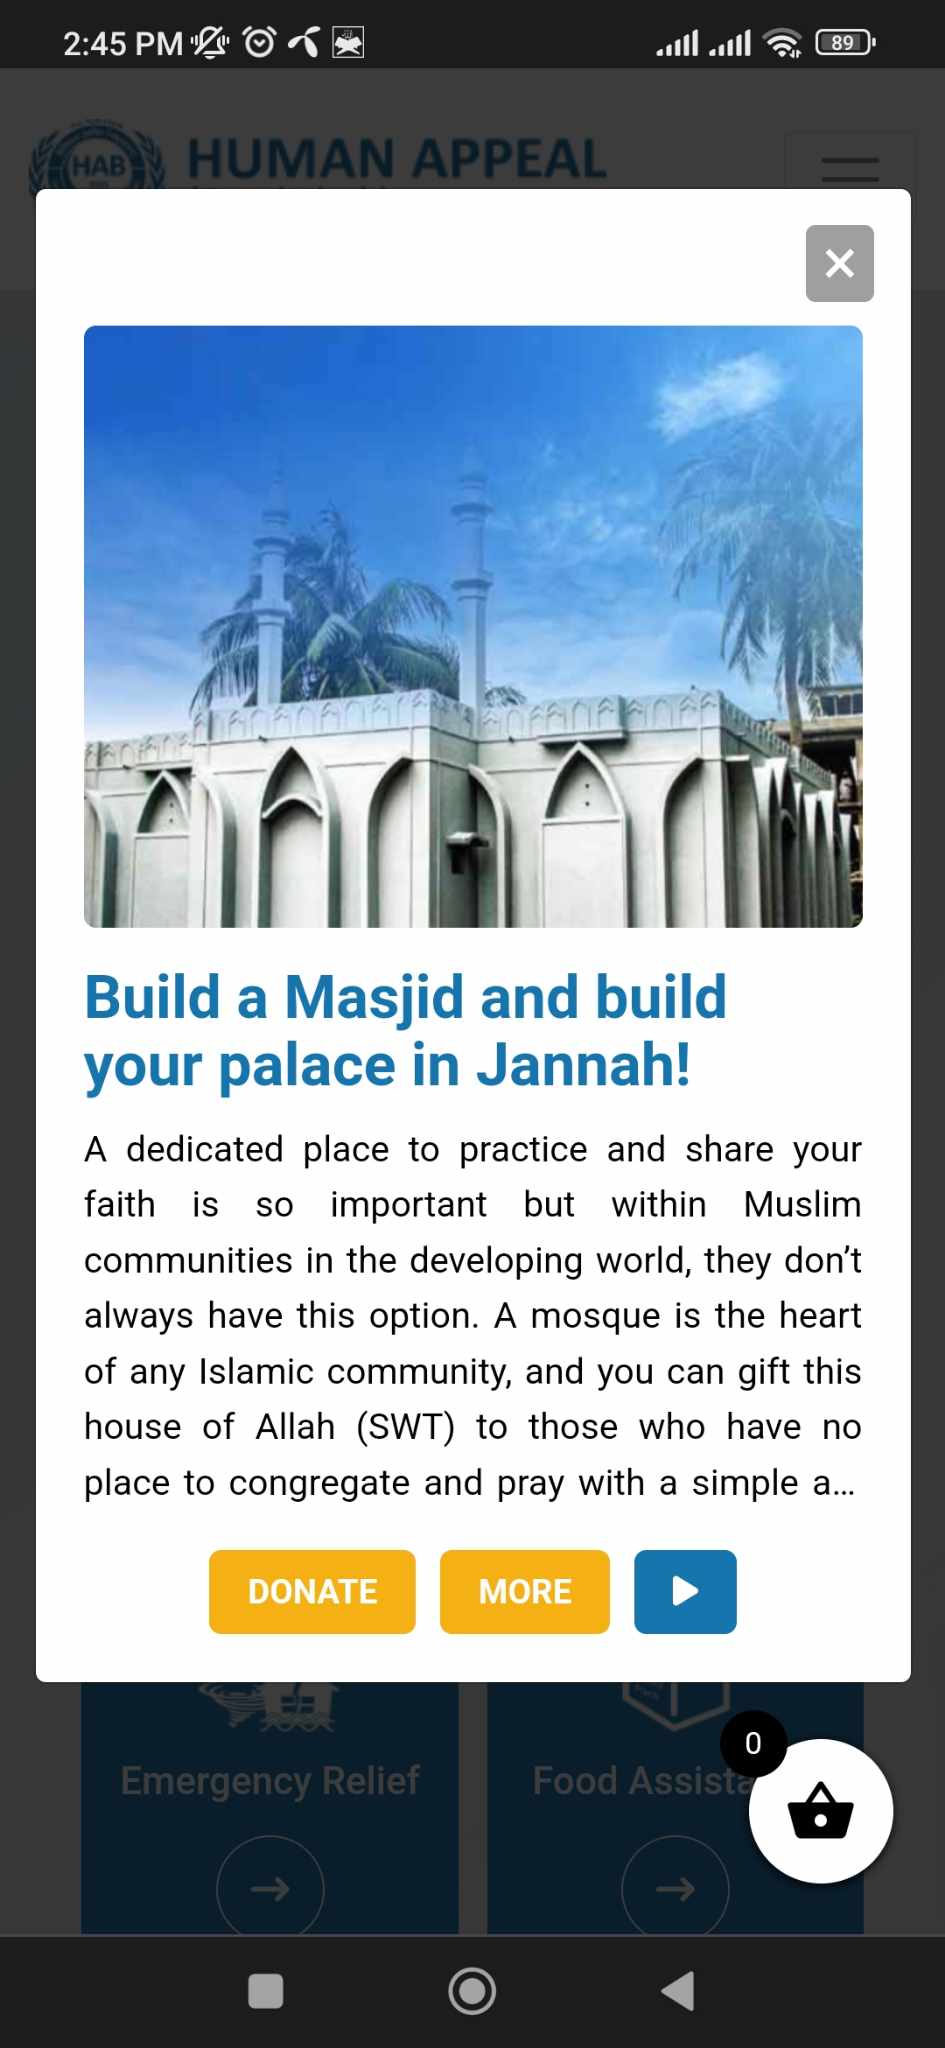 2:45 PM
89
HAB
HUMAN APPEAL
Build a Masjid and build
your palace in Jannah!
A dedicated place to practice and share your
faith is so important but within Muslim
communities in the developing world, they don’t
always have this option. A mosque is the heart
of any Islamic community, and you can gift this
house of Allah (SWT) to those who have no
place to congregate and pray with a simple a...
DONATE
MORE
0
Emergency Relief
Food Assista